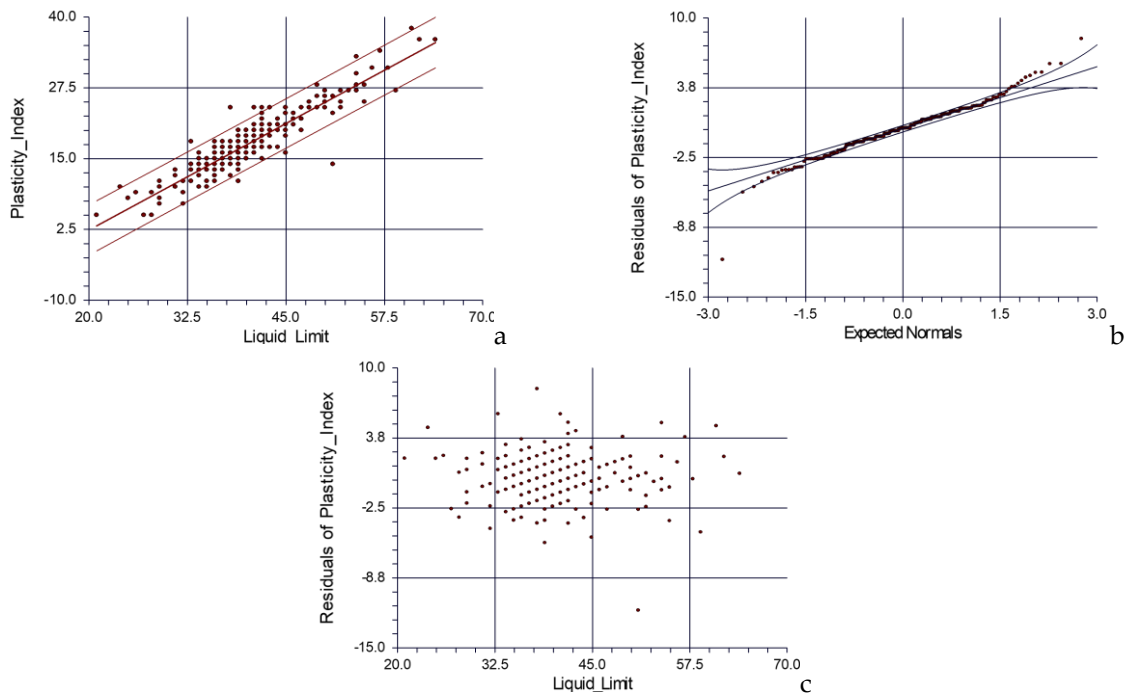 40.0
27.5
15.0
2.5
-10.0
Plasticity_Index
20.0 32.5 45.0 57.5 70.0
Liquid_Limit
a
10.0
3.8
-2.5
-8.8
-15.0
Residuals of Plasticity_Index
-3.0 -1.5 0.0 1.5 3.0
Expected Normals
b
10.0
3.8
-2.5
-8.8
-15.0
Residuals of Plasticity_Index
20.0 32.5 45.0 57.5 70.0
Liquid_Limit
c